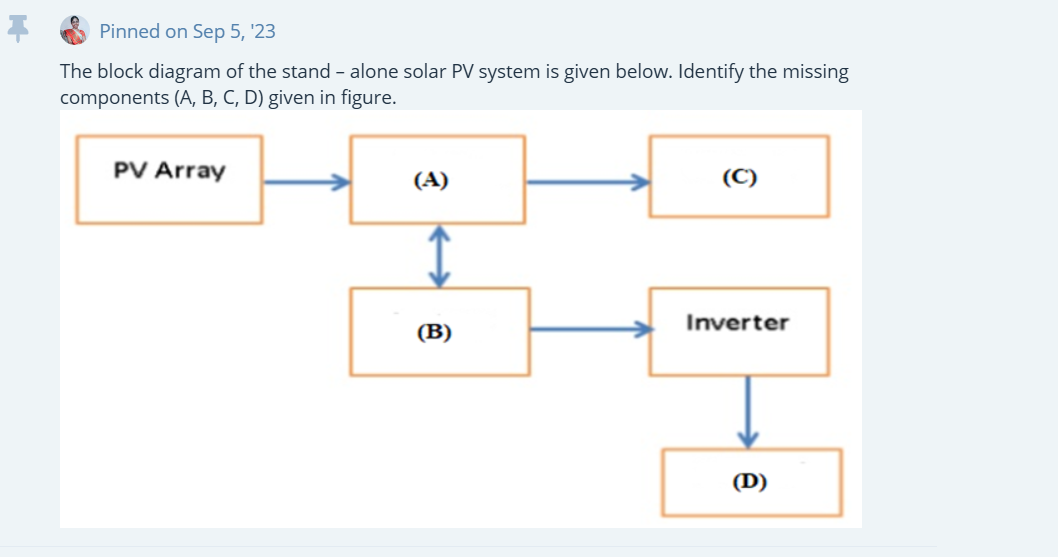 Pinned on Sep 5, '23
The block diagram of the stand – alone solar PV system is given below. Identify the missing
components (A, B, C, D) given in figure.
PV Array
(A)
(C)
(B)
Inverter
(D)